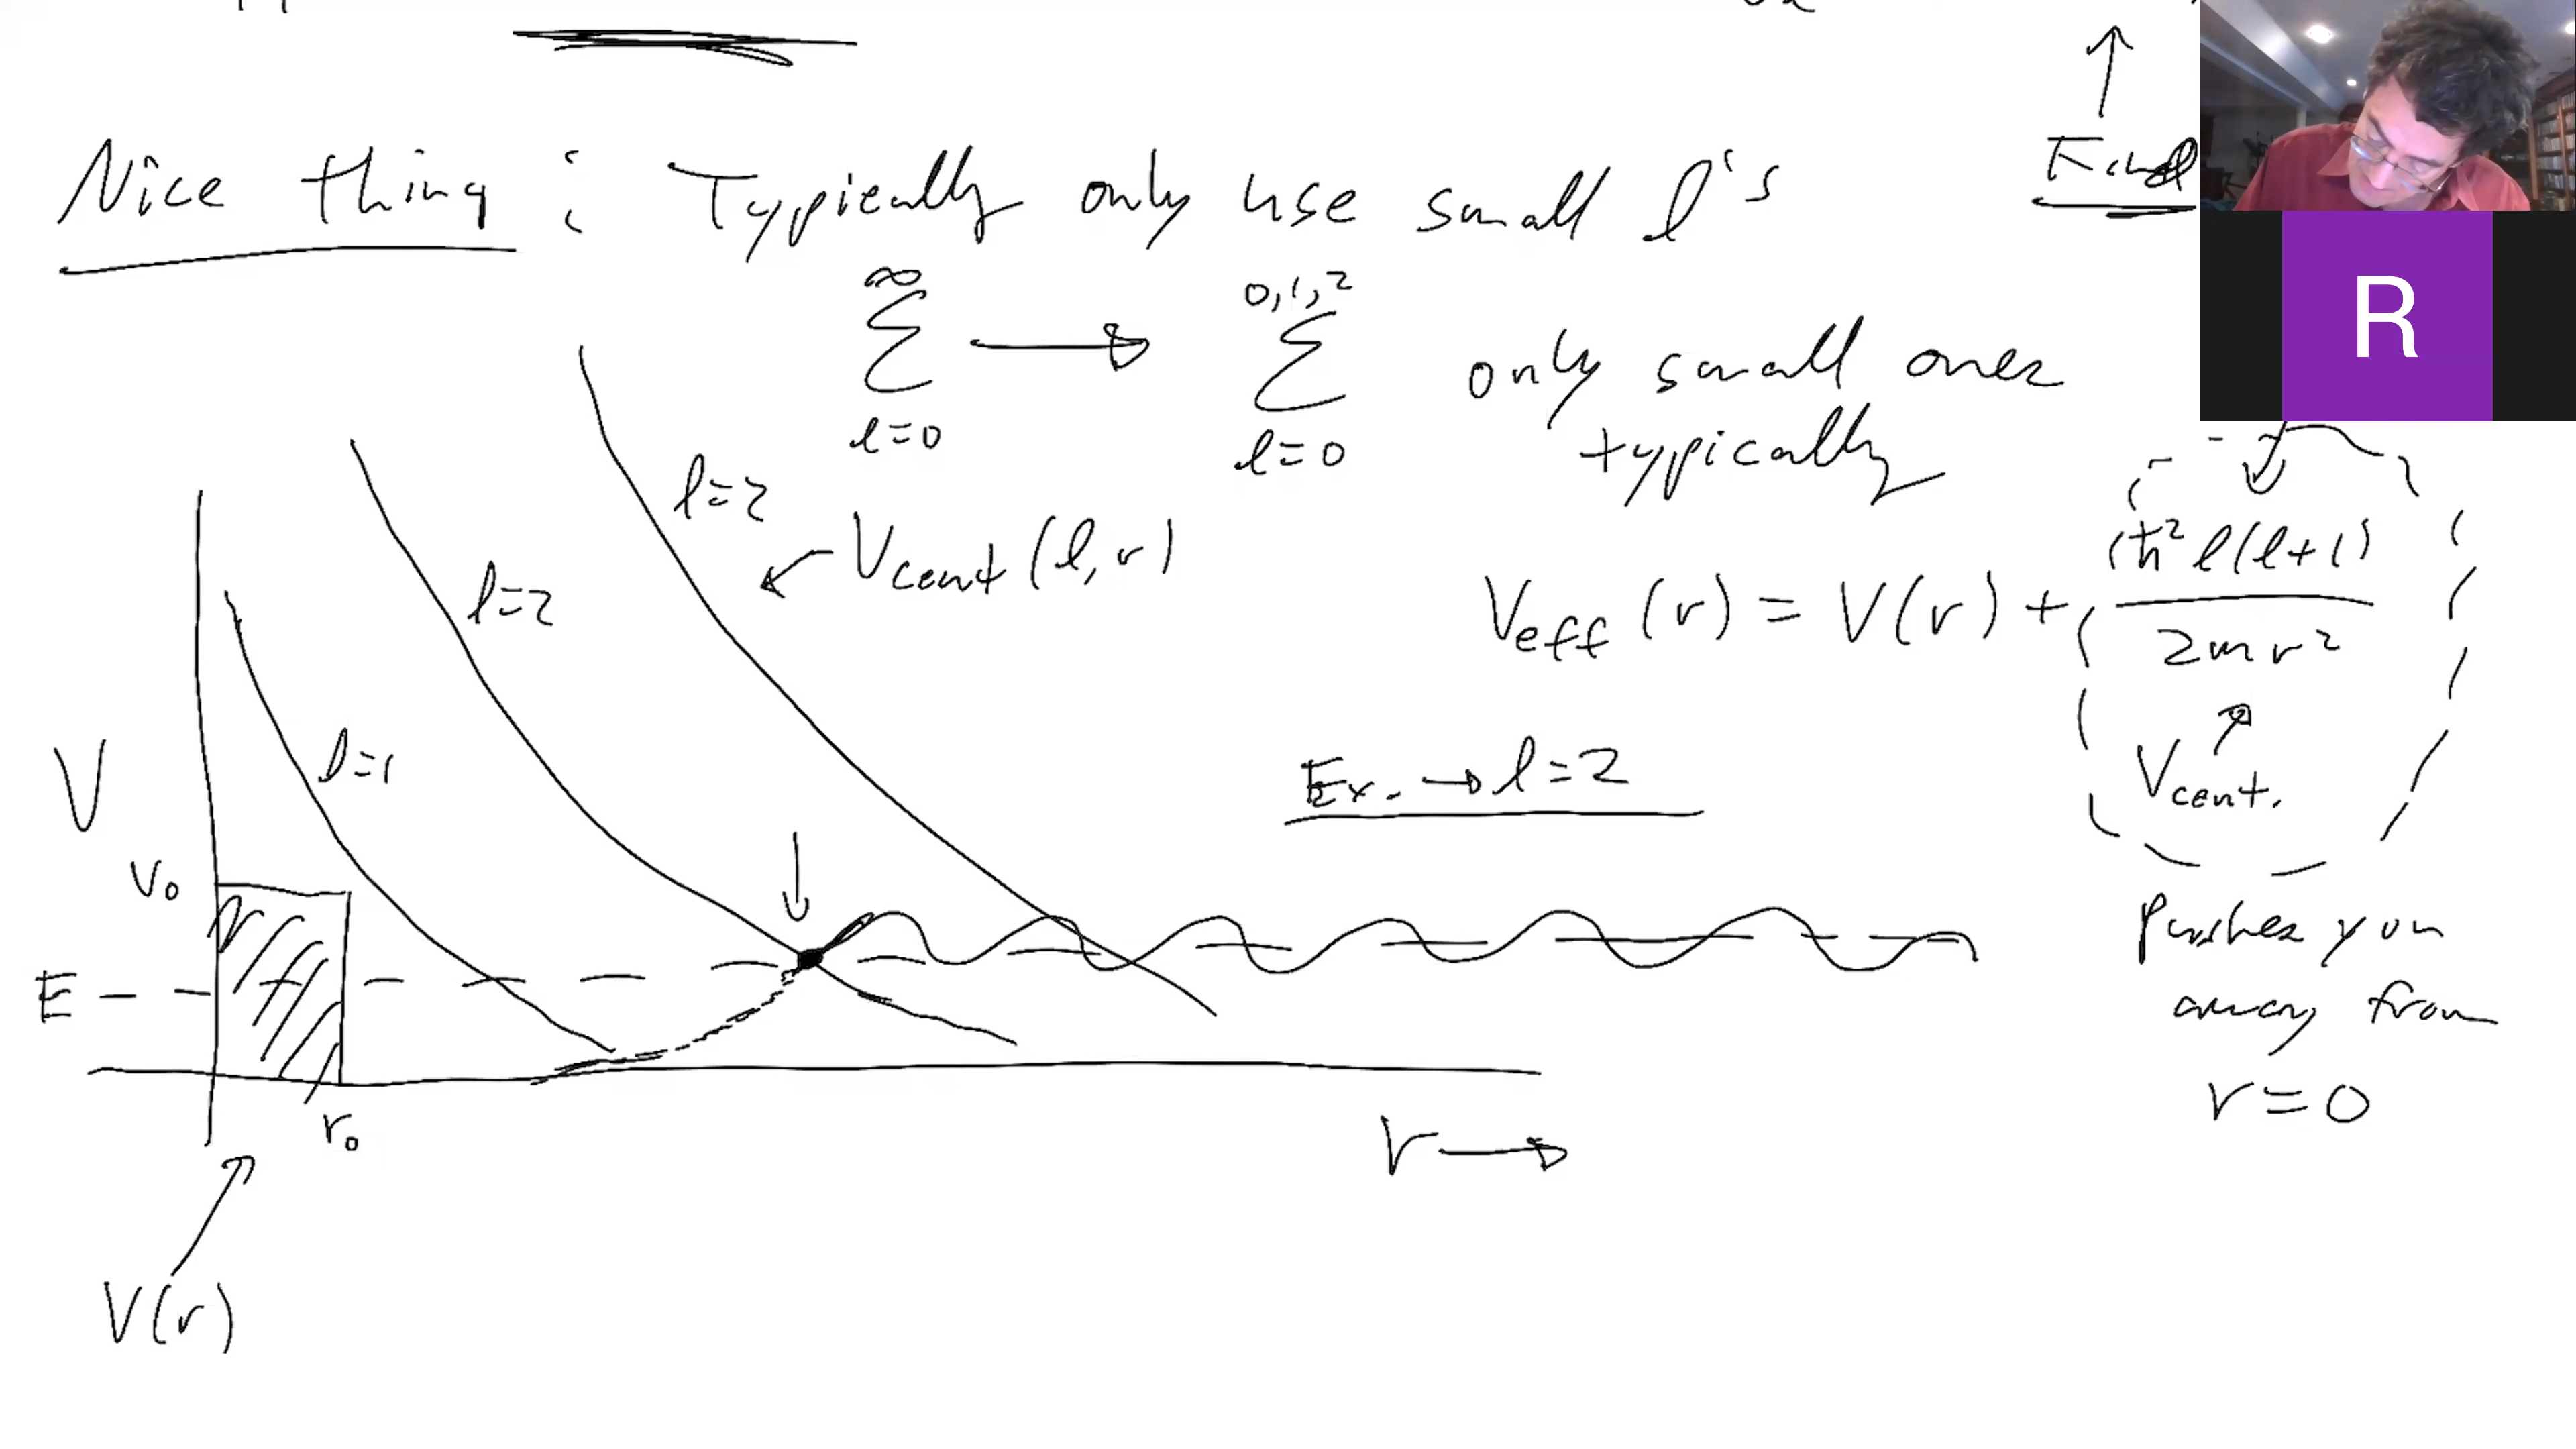 Nice thing : Typically only use small l's
∞ 0,1,2
Σ → Σ only small ones
l=0 l=0 typically
l=2
V_cent (l,r)
l=2
V_eff (r) = V(r) + ħ² l(l+1) / 2mr²
V_cent.
l=1
Ex. → l=2
V
V₀
E
pushes you
away from
r=0
r₀
r →
V(r)
R